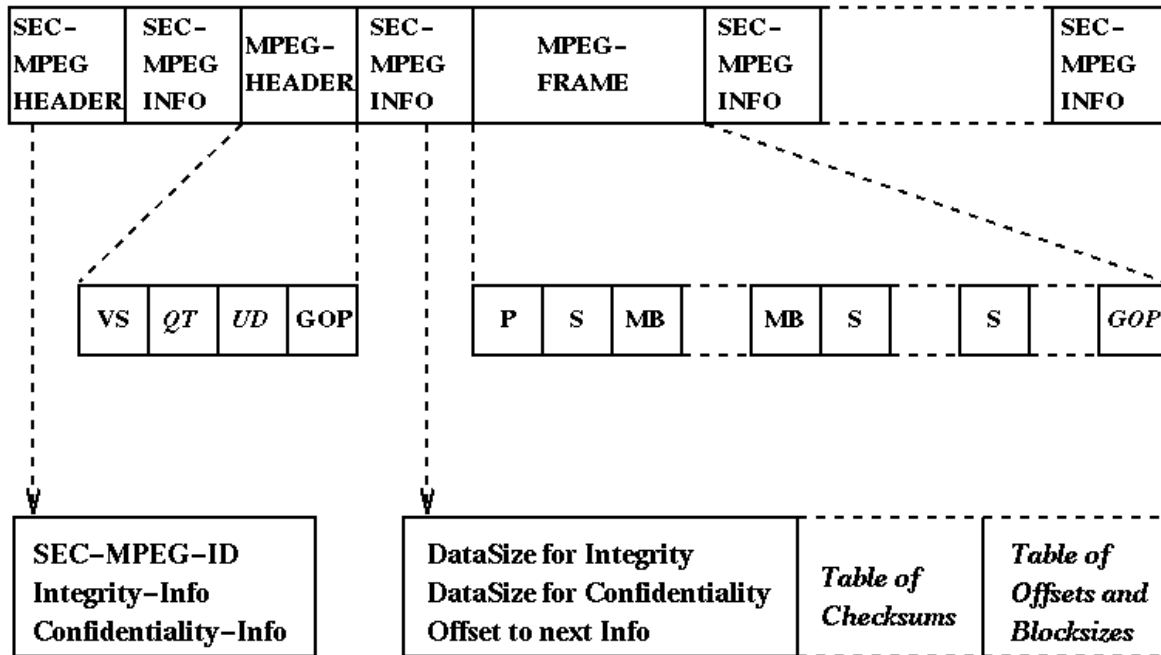 SEC-MPEG HEADER
SEC-MPEG INFO
MPEG-HEADER
SEC-MPEG INFO
MPEG-FRAME
SEC-MPEG INFO
SEC-MPEG INFO
VS QT UD GOP
P S MB MB S S GOP
SEC-MPEG-ID
Integrity-Info
Confidentiality-Info
DataSize for Integrity
DataSize for Confidentiality
Offset to next Info
Table of
Checksums
Table of
Offsets and
Blocksizes